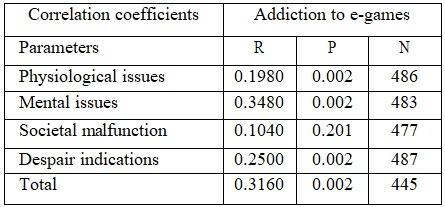 Correlation coefficients Addiction to e-games
Parameters R P N
Physiological issues 0.1980 0.002 486
Mental issues 0.3480 0.002 483
Societal malfunction 0.1040 0.201 477
Despair indications 0.2500 0.002 487
Total 0.3160 0.002 445